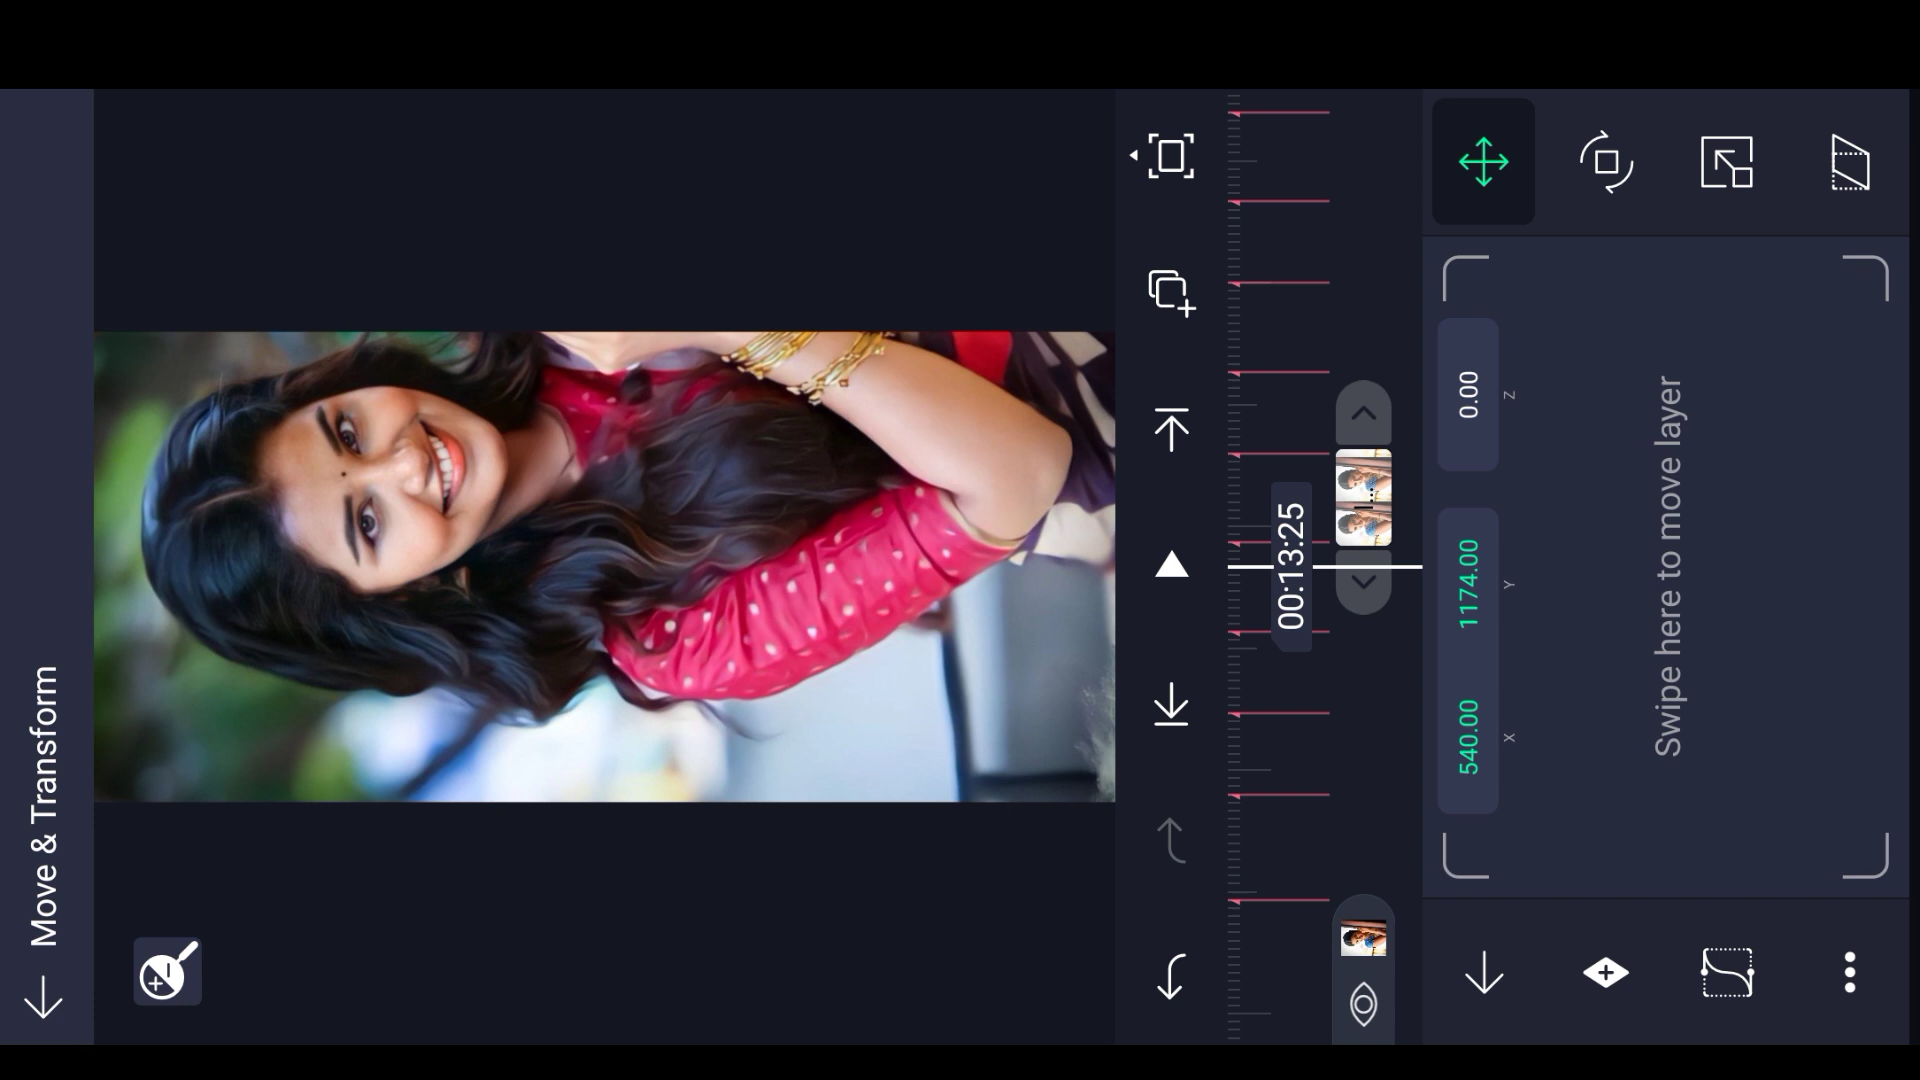 Move & Transform
00:13:25
540.00
X
1174.00
Y
0.00
Z
Swipe here to move layer